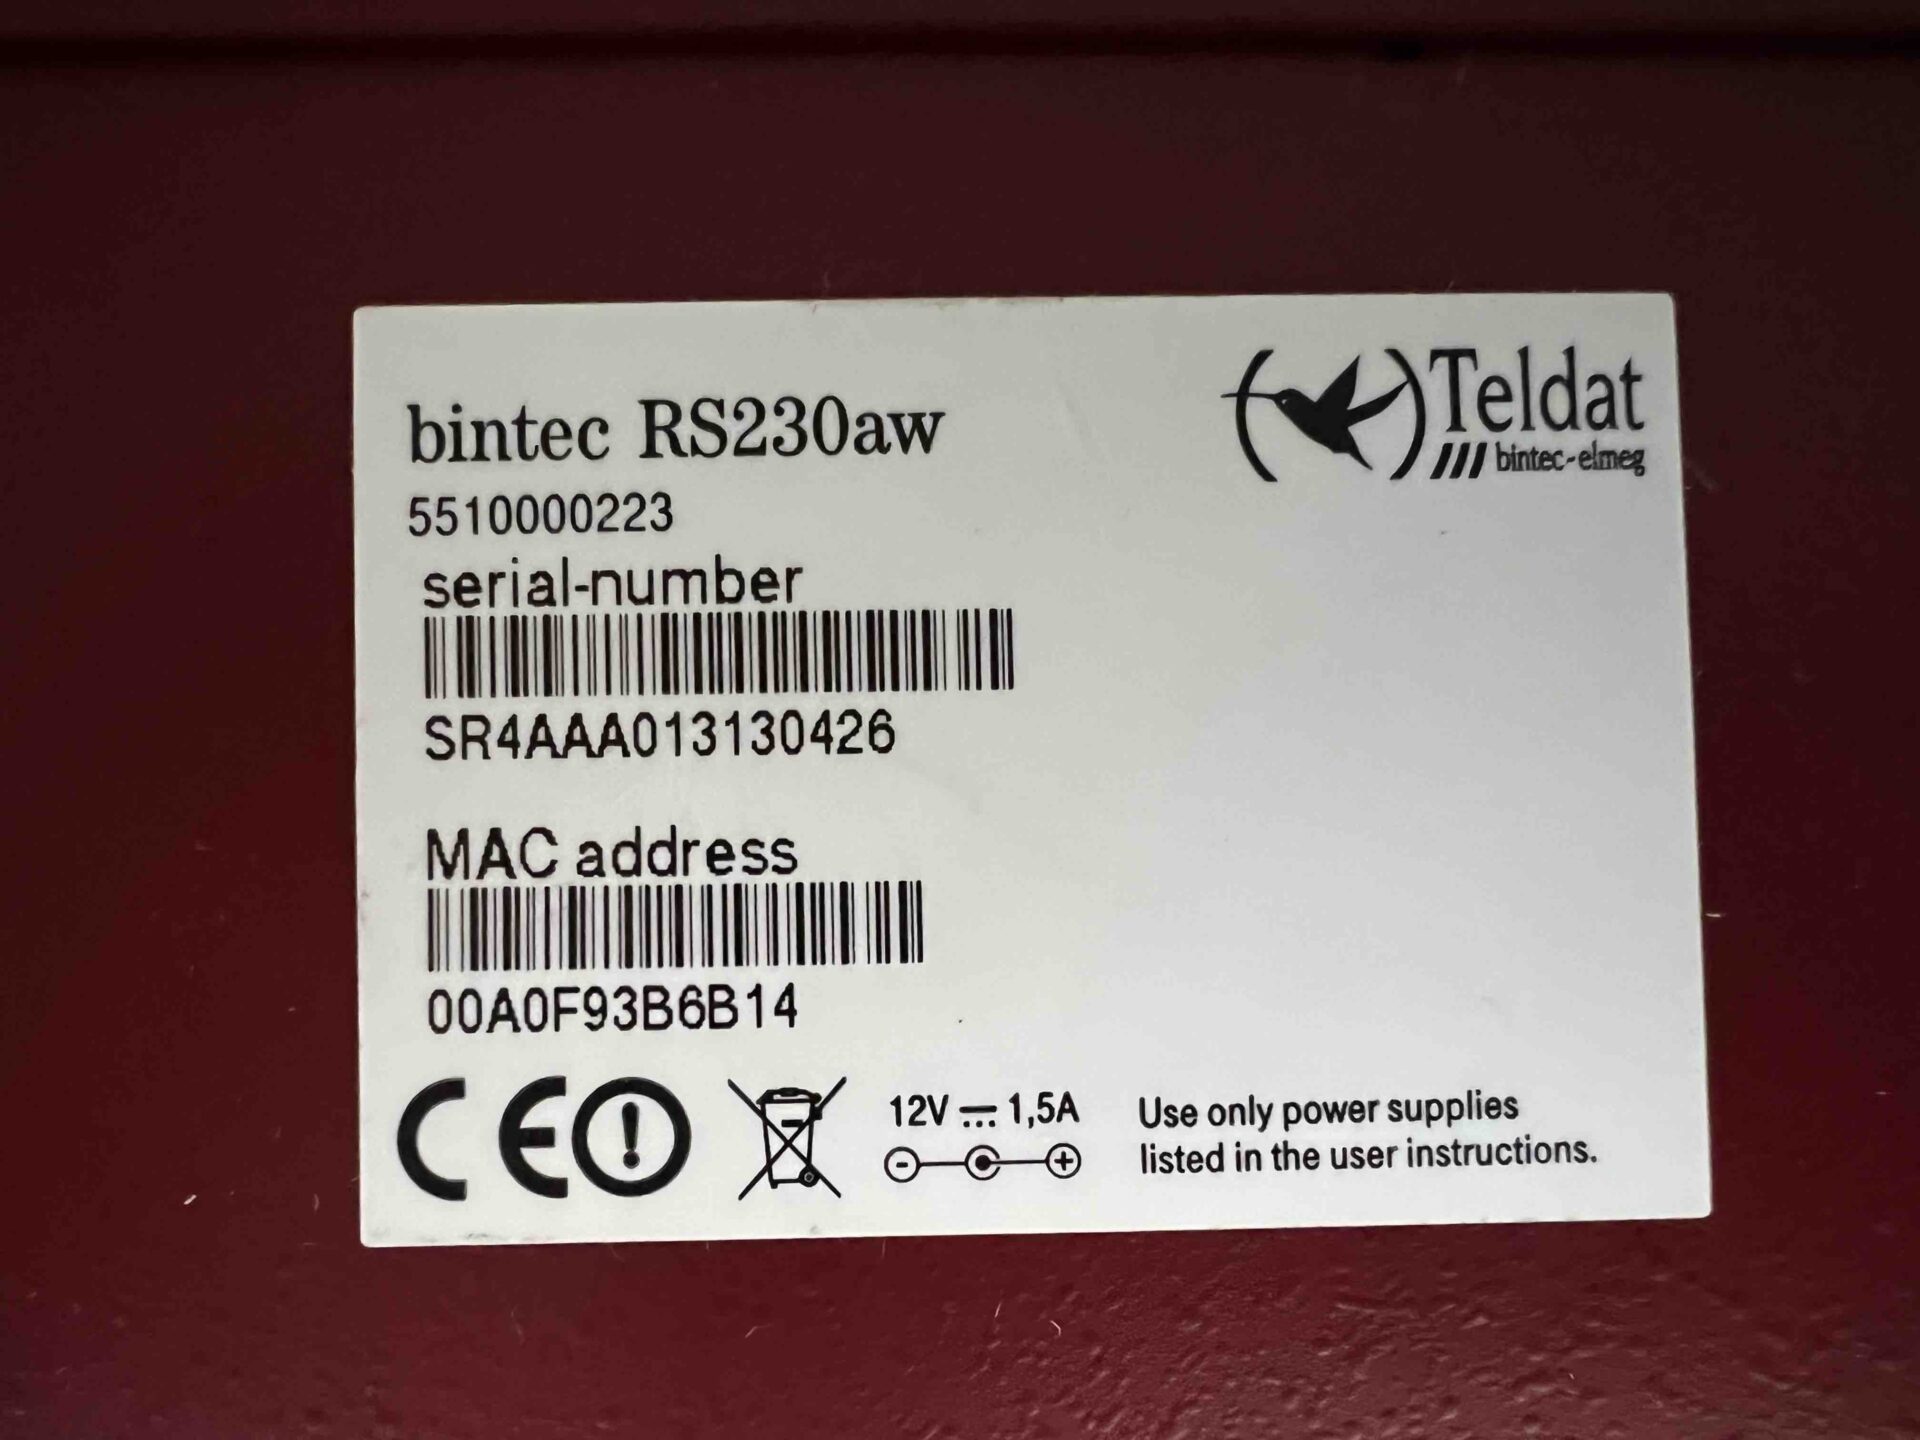 bintec RS230aw
Teldat
bintec-elmeg
5510000223
serial-number
SR4AAA013130426
MAC address
00A0F93B6B14
CE
12V ⎓ 1,5A
Use only power supplies
listed in the user instructions.